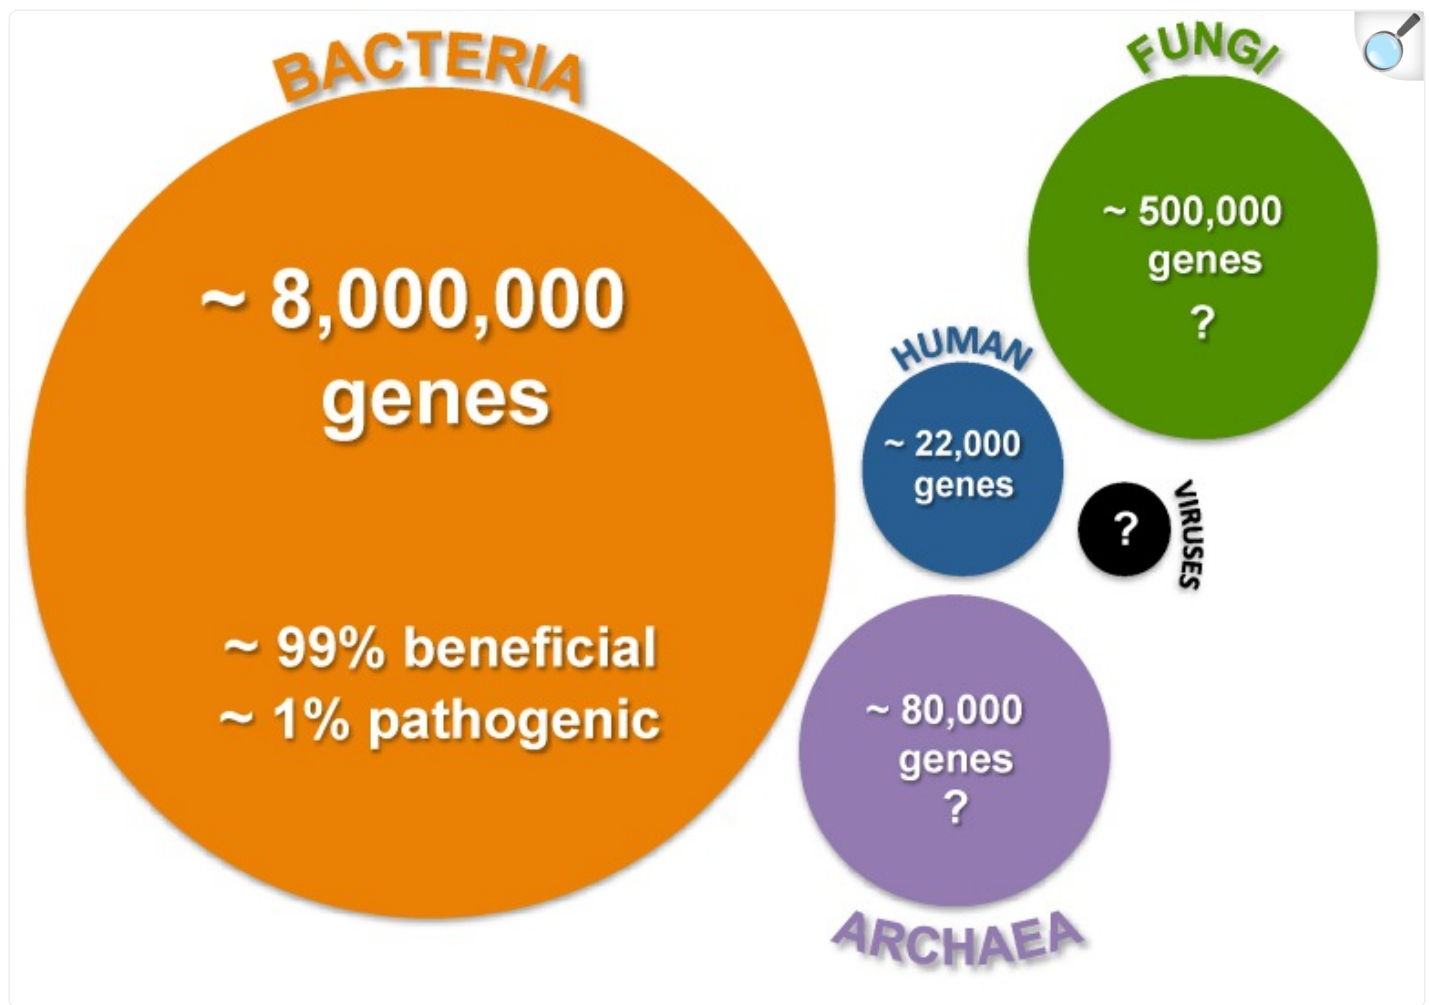 BACTERIA
~ 8,000,000
genes
~ 99% beneficial
~ 1% pathogenic
FUNGI
~ 500,000
genes
?
HUMAN
~ 22,000
genes
?
VIRUSES
~ 80,000
genes
?
ARCHAEA